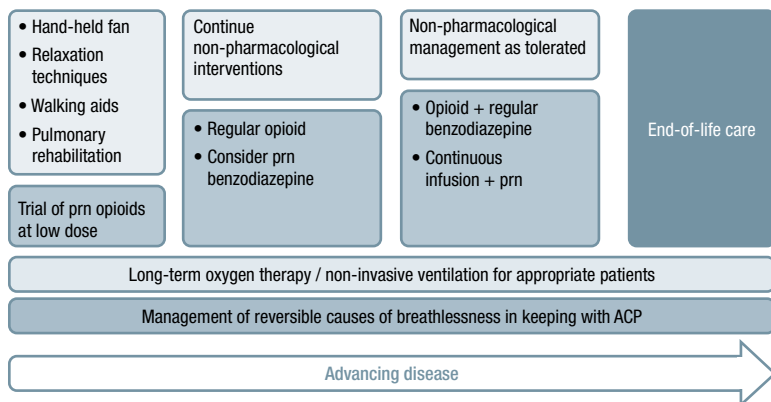 • Hand-held fan
• Relaxation
techniques
• Walking aids
• Pulmonary
rehabilitation
Trial of prn opioids
at low dose
Continue
non-pharmacological
interventions
• Regular opioid
• Consider prn
benzodiazepine
Non-pharmacological
management as tolerated
• Opioid + regular
benzodiazepine
• Continuous
infusion + prn
End-of-life care
Long-term oxygen therapy / non-invasive ventilation for appropriate patients
Management of reversible causes of breathlessness in keeping with ACP
Advancing disease